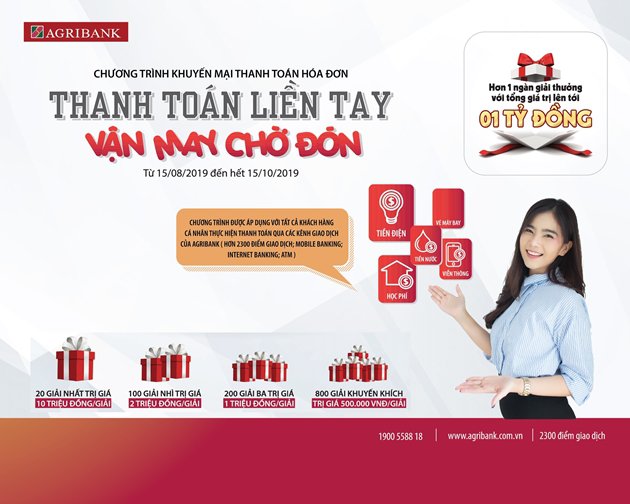 AGRIBANK
CHƯƠNG TRÌNH KHUYẾN MẠI THANH TOÁN HÓA ĐƠN
THANH TOÁN LIỀN TAY
VẬN MAY CHỜ ĐÓN
Từ 15/08/2019 đến hết 15/10/2019
Hơn 1 ngàn giải thưởng
với tổng giá trị lên tới
01 TỶ ĐỒNG
CHƯƠNG TRÌNH ĐƯỢC ÁP DỤNG VỚI TẤT CẢ KHÁCH HÀNG
CÁ NHÂN THỰC HIỆN THANH TOÁN QUA CÁC KÊNH GIAO DỊCH
CỦA AGRIBANK ( HƠN 2300 ĐIỂM GIAO DỊCH; MOBILE BANKING;
INTERNET BANKING; ATM )
TIỀN ĐIỆN
VÉ MÁY BAY
TIỀN NƯỚC
VIỄN THÔNG
HỌC PHÍ
20 GIẢI NHẤT TRỊ GIÁ
10 TRIỆU ĐỒNG/GIẢI
100 GIẢI NHÌ TRỊ GIÁ
2 TRIỆU ĐỒNG/GIẢI
200 GIẢI BA TRỊ GIÁ
1 TRIỆU ĐỒNG/GIẢI
800 GIẢI KHUYẾN KHÍCH
TRỊ GIÁ 500.000 VNĐ/GIẢI
1900 5588 18
www.agribank.com.vn
2300 điểm giao dịch